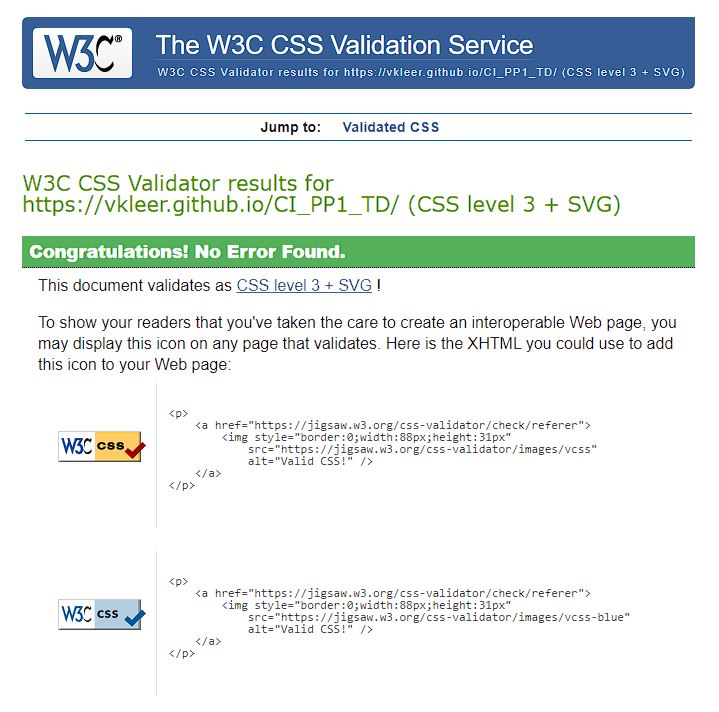 W3C®
The W3C CSS Validation Service
W3C CSS Validator results for https://vkleer.github.io/CI_PP1_TD/ (CSS level 3 + SVG)
Jump to: Validated CSS
W3C CSS Validator results for
https://vkleer.github.io/CI_PP1_TD/ (CSS level 3 + SVG)
Congratulations! No Error Found.
This document validates as CSS level 3 + SVG !
To show your readers that you've taken the care to create an interoperable Web page, you
may display this icon on any page that validates. Here is the XHTML you could use to add
this icon to your Web page:
W3C css
<p>
<a href="https://jigsaw.w3.org/css-validator/check/referer">
<img style="border:0;width:88px;height:31px"
src="https://jigsaw.w3.org/css-validator/images/vcss"
alt="Valid CSS!" />
</a>
</p>
W3C css
<p>
<a href="https://jigsaw.w3.org/css-validator/check/referer">
<img style="border:0;width:88px;height:31px"
src="https://jigsaw.w3.org/css-validator/images/vcss-blue"
alt="Valid CSS!" />
</a>
</p>